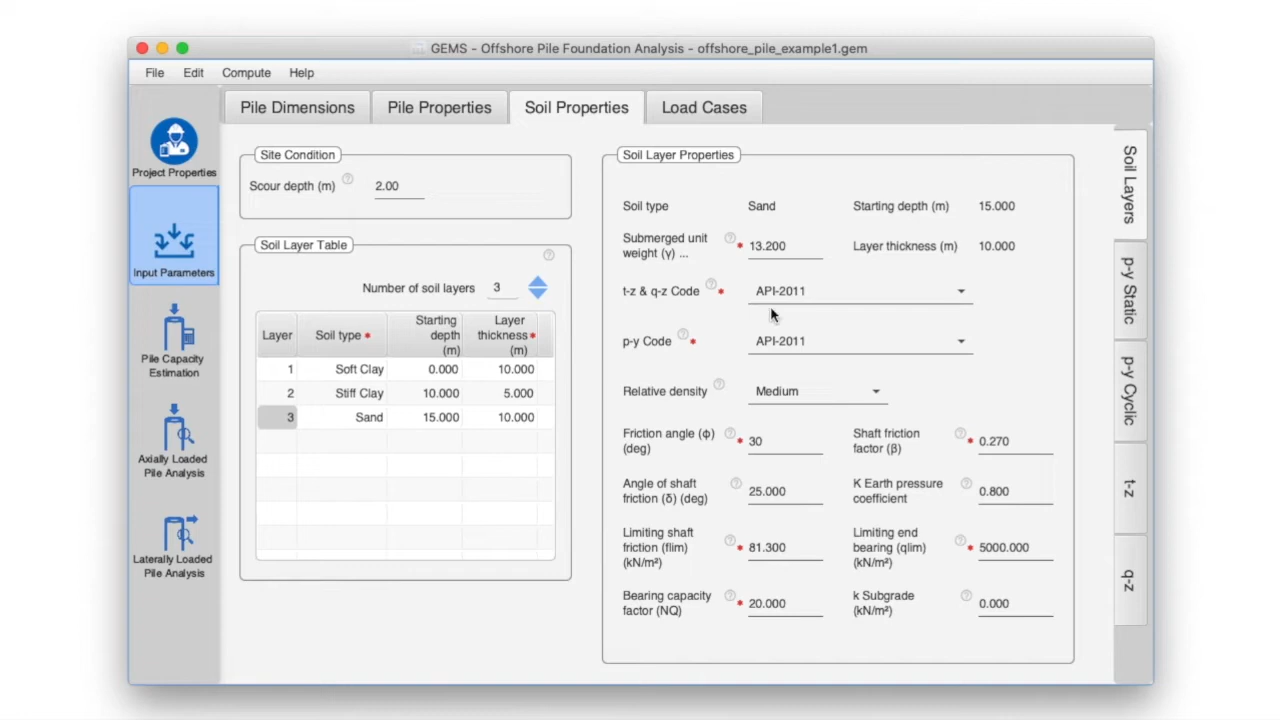 GEMS - Offshore Pile Foundation Analysis - offshore_pile_example1.gem
File Edit Compute Help
Project Properties
Input Parameters
Pile Capacity
Estimation
Axially Loaded
Pile Analysis
Laterally Loaded
Pile Analysis
Pile Dimensions Pile Properties Soil Properties Load Cases
Site Condition
Scour depth (m) ? 2.00
Soil Layer Table
?
Number of soil layers 3
Layer Soil type * Starting depth (m) Layer thickness* (m)
1 Soft Clay 0.000 10.000
2 Stiff Clay 10.000 5.000
3 Sand 15.000 10.000
Soil Layer Properties
Soil type Sand Starting depth (m) 15.000
Submerged unit
weight (γ) ... ? * 13.200 Layer thickness (m) 10.000
t-z & q-z Code ? * API-2011
p-y Code ? * API-2011
Relative density ? Medium
Friction angle (ϕ)
(deg) ? * 30
Shaft friction
factor (β) ? * 0.270
Angle of shaft
friction (δ) (deg) ? 25.000
K Earth pressure
coefficient ? 0.800
Limiting shaft
friction (flim)
(kN/m²) ? * 81.300
Limiting end
bearing (qlim)
(kN/m²) ? * 5000.000
Bearing capacity
factor (NQ) ? * 20.000
k Subgrade
(kN/m²) ? 0.000
Soil Layers
p-y Static
p-y Cyclic
t-z
q-z